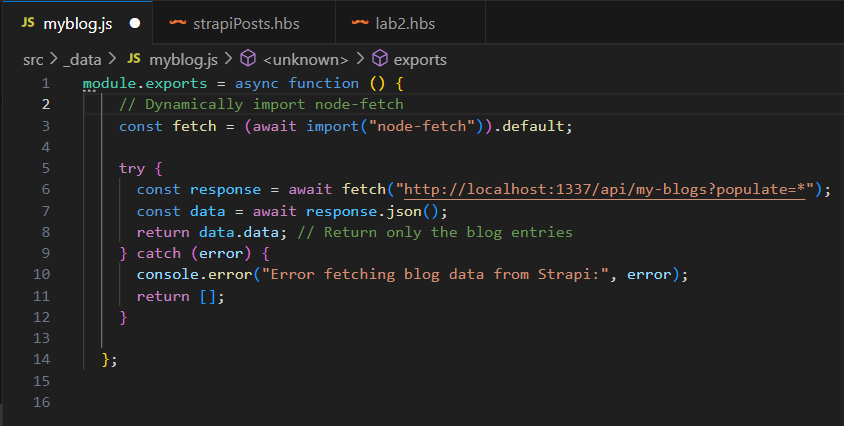 JS myblog.js ● strapiPosts.hbs lab2.hbs
src > _data > JS myblog.js > <unknown> > exports
1 module.exports = async function () {
2 // Dynamically import node-fetch
3 const fetch = (await import("node-fetch")).default;
4
5 try {
6 const response = await fetch("http://localhost:1337/api/my-blogs?populate=*");
7 const data = await response.json();
8 return data.data; // Return only the blog entries
9 } catch (error) {
10 console.error("Error fetching blog data from Strapi:", error);
11 return [];
12 }
13
14 };
15
16